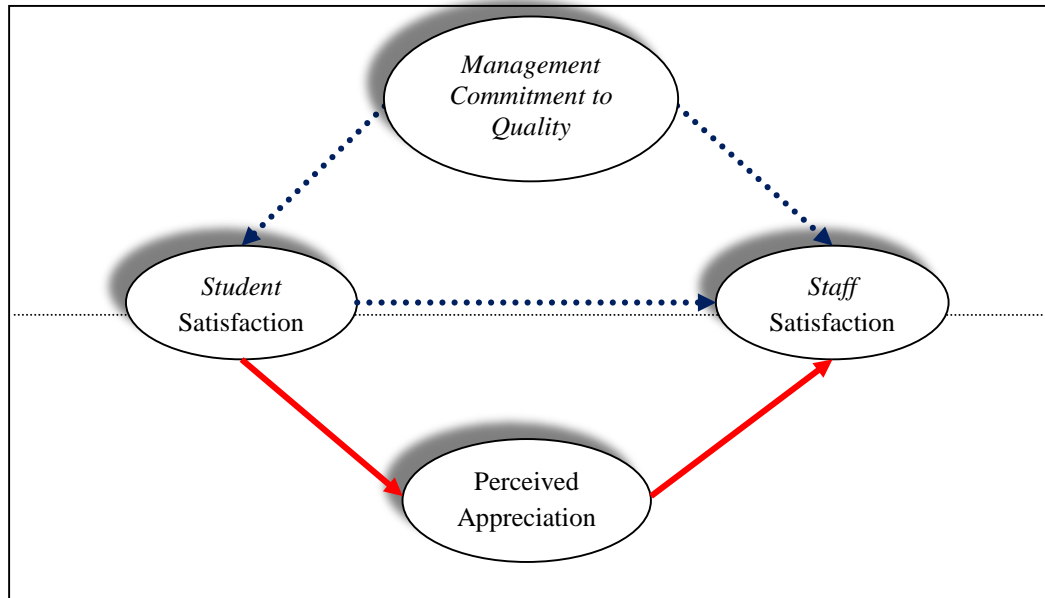 Management
Commitment to
Quality
Student
Satisfaction
Staff
Satisfaction
Perceived
Appreciation